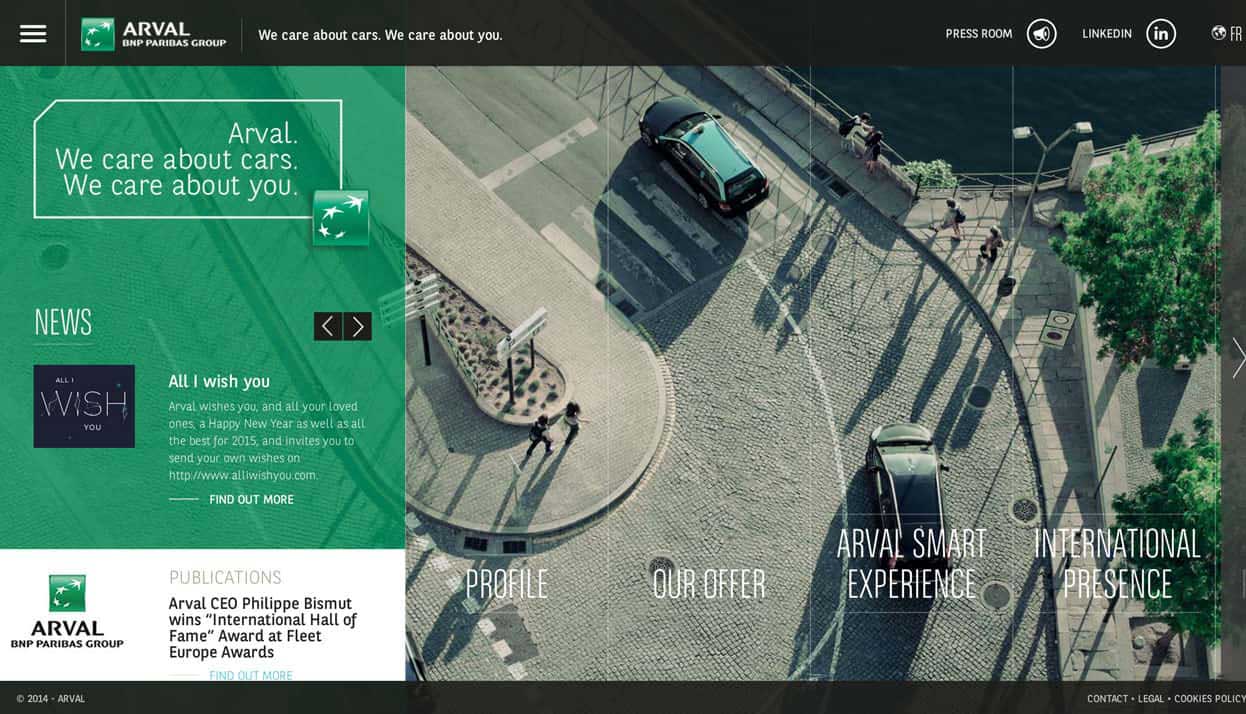 ARVAL
BNP PARIBAS GROUP
We care about cars. We care about you.
PRESS ROOM
LINKEDIN
in
FR
Arval.
We care about cars.
We care about you.
NEWS
ALL I
WISH
YOU
All I wish you
Arval wishes you, and all your loved
ones, a Happy New Year as well as all
the best for 2015, and invites you to
send your own wishes on
http://www.alliwishyou.com.
FIND OUT MORE
ARVAL
BNP PARIBAS GROUP
PUBLICATIONS
Arval CEO Philippe Bismut
wins “International Hall of
Fame” Award at Fleet
Europe Awards
FIND OUT MORE
PROFILE
OUR OFFER
ARVAL SMART
EXPERIENCE
INTERNATIONAL
PRESENCE
© 2014 - ARVAL
CONTACT • LEGAL • COOKIES POLICY